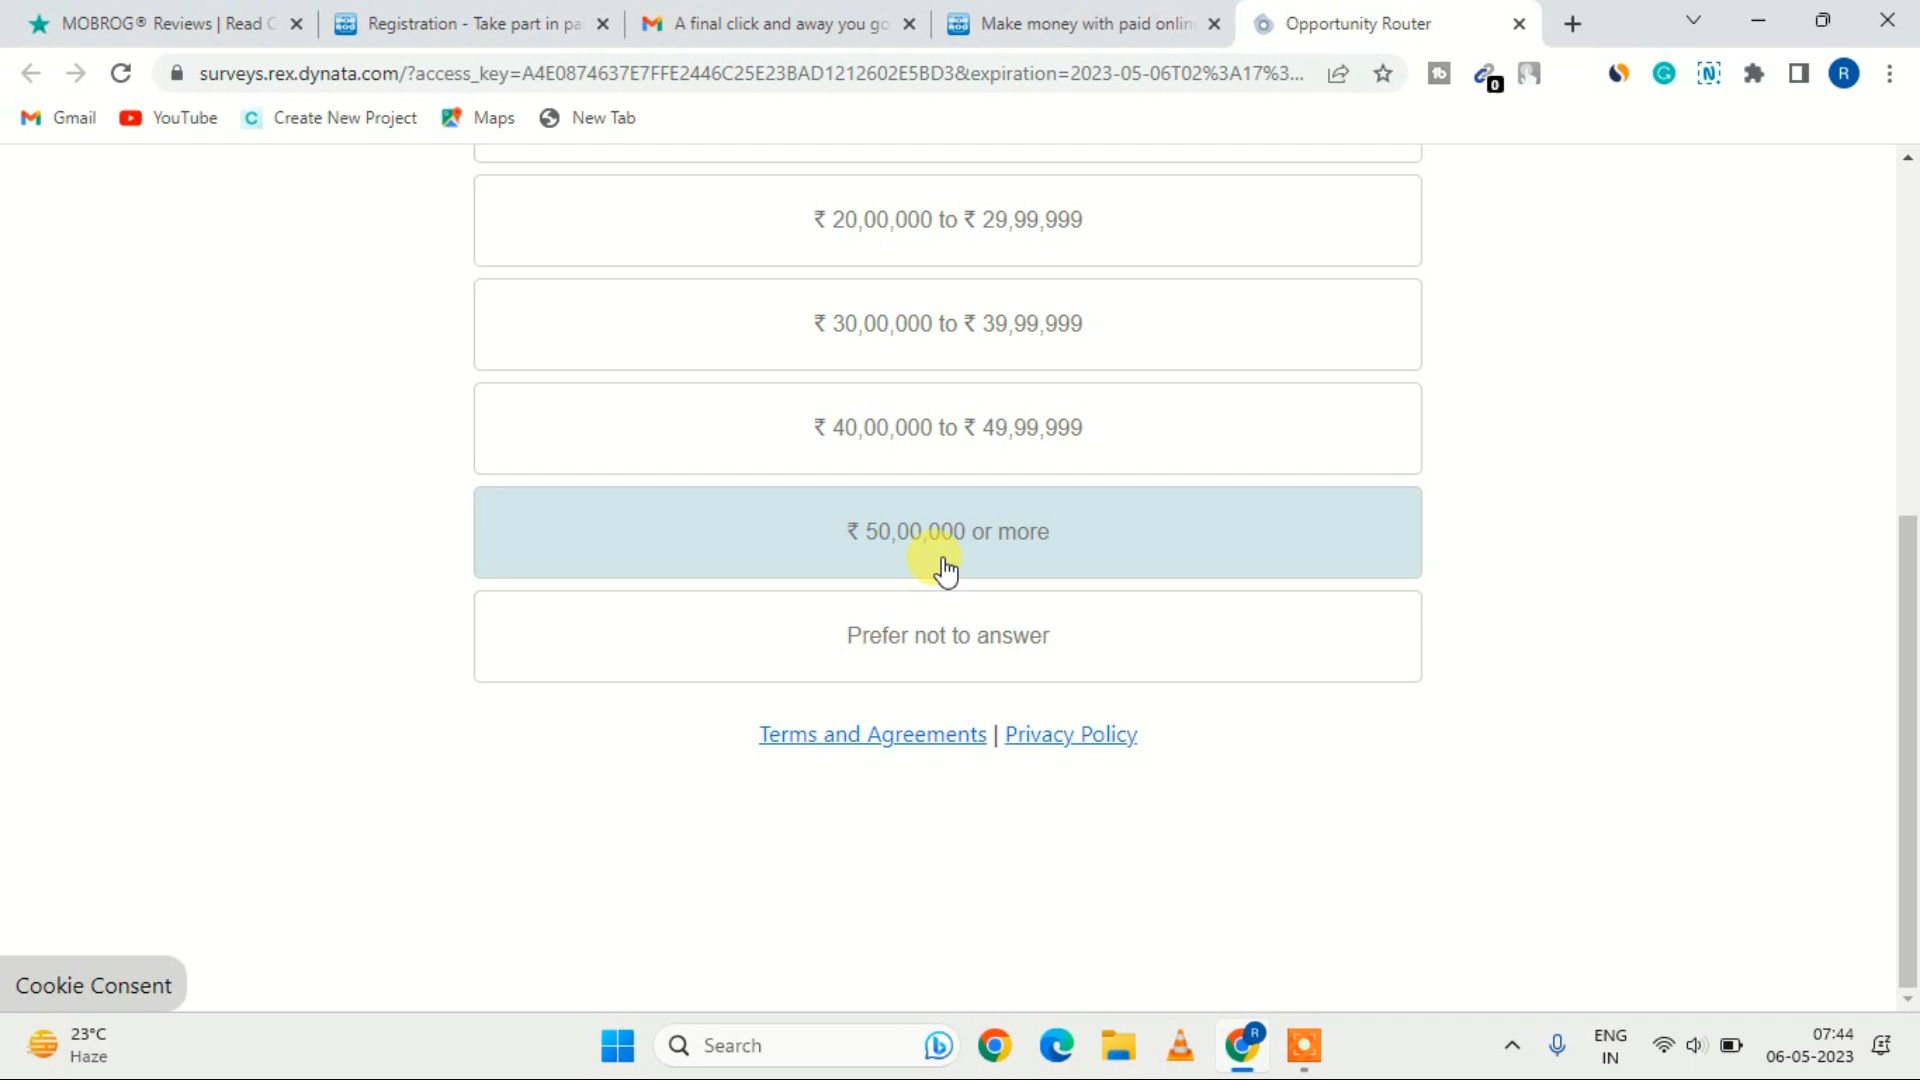 MOBROG® Reviews | Read C
Registration - Take part in pa
A final click and away you go
Make money with paid onlin
Opportunity Router
surveys.rex.dynata.com/?access_key=A4E0874637E7FFE2446C25E23BAD1212602E5BD3&expiration=2023-05-06T02%3A17%3...
0
R
Gmail
YouTube
Create New Project
Maps
New Tab
₹ 20,00,000 to ₹ 29,99,999
₹ 30,00,000 to ₹ 39,99,999
₹ 40,00,000 to ₹ 49,99,999
₹ 50,00,000 or more
Prefer not to answer
Terms and Agreements | Privacy Policy
Cookie Consent
23°C
Haze
Search
R
ENG
IN
07:44
06-05-2023